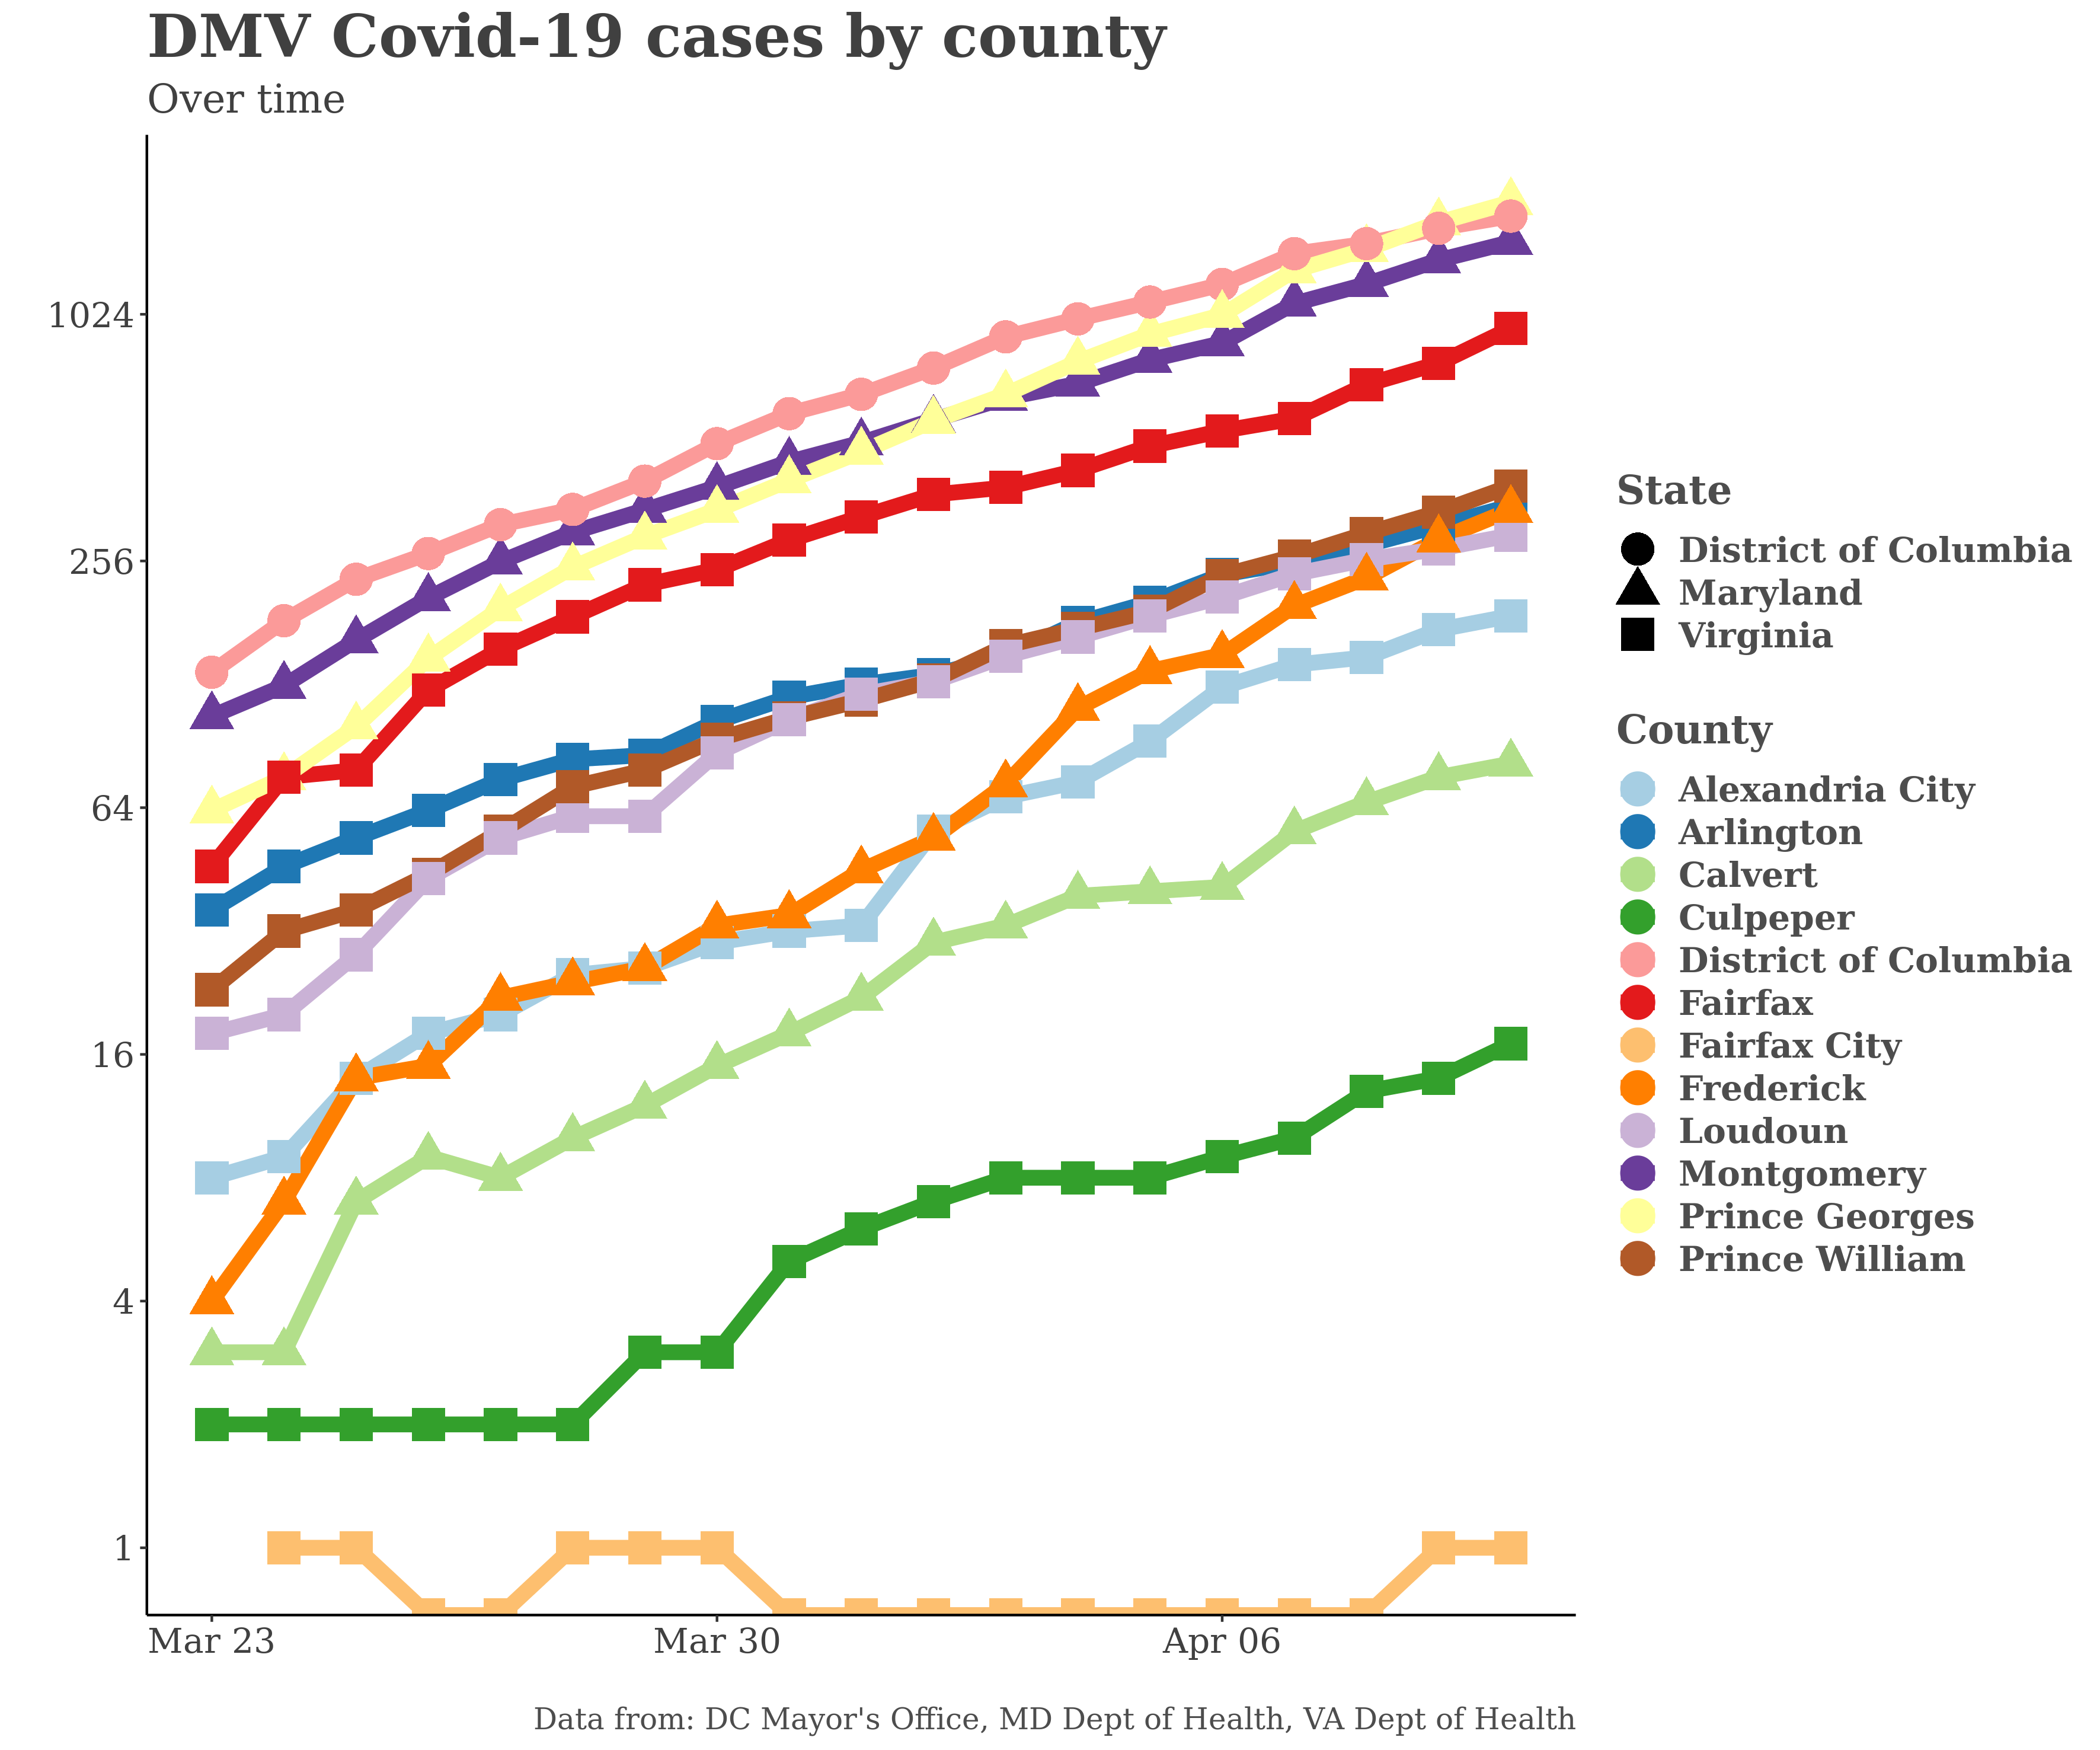 DMV Covid-19 cases by county
Over time
1024
256
64
16
4
1
Mar 23
Mar 30
Apr 06
State
District of Columbia
Maryland
Virginia
County
Alexandria City
Arlington
Calvert
Culpeper
District of Columbia
Fairfax
Fairfax City
Frederick
Loudoun
Montgomery
Prince Georges
Prince William
Data from: DC Mayor's Office, MD Dept of Health, VA Dept of Health